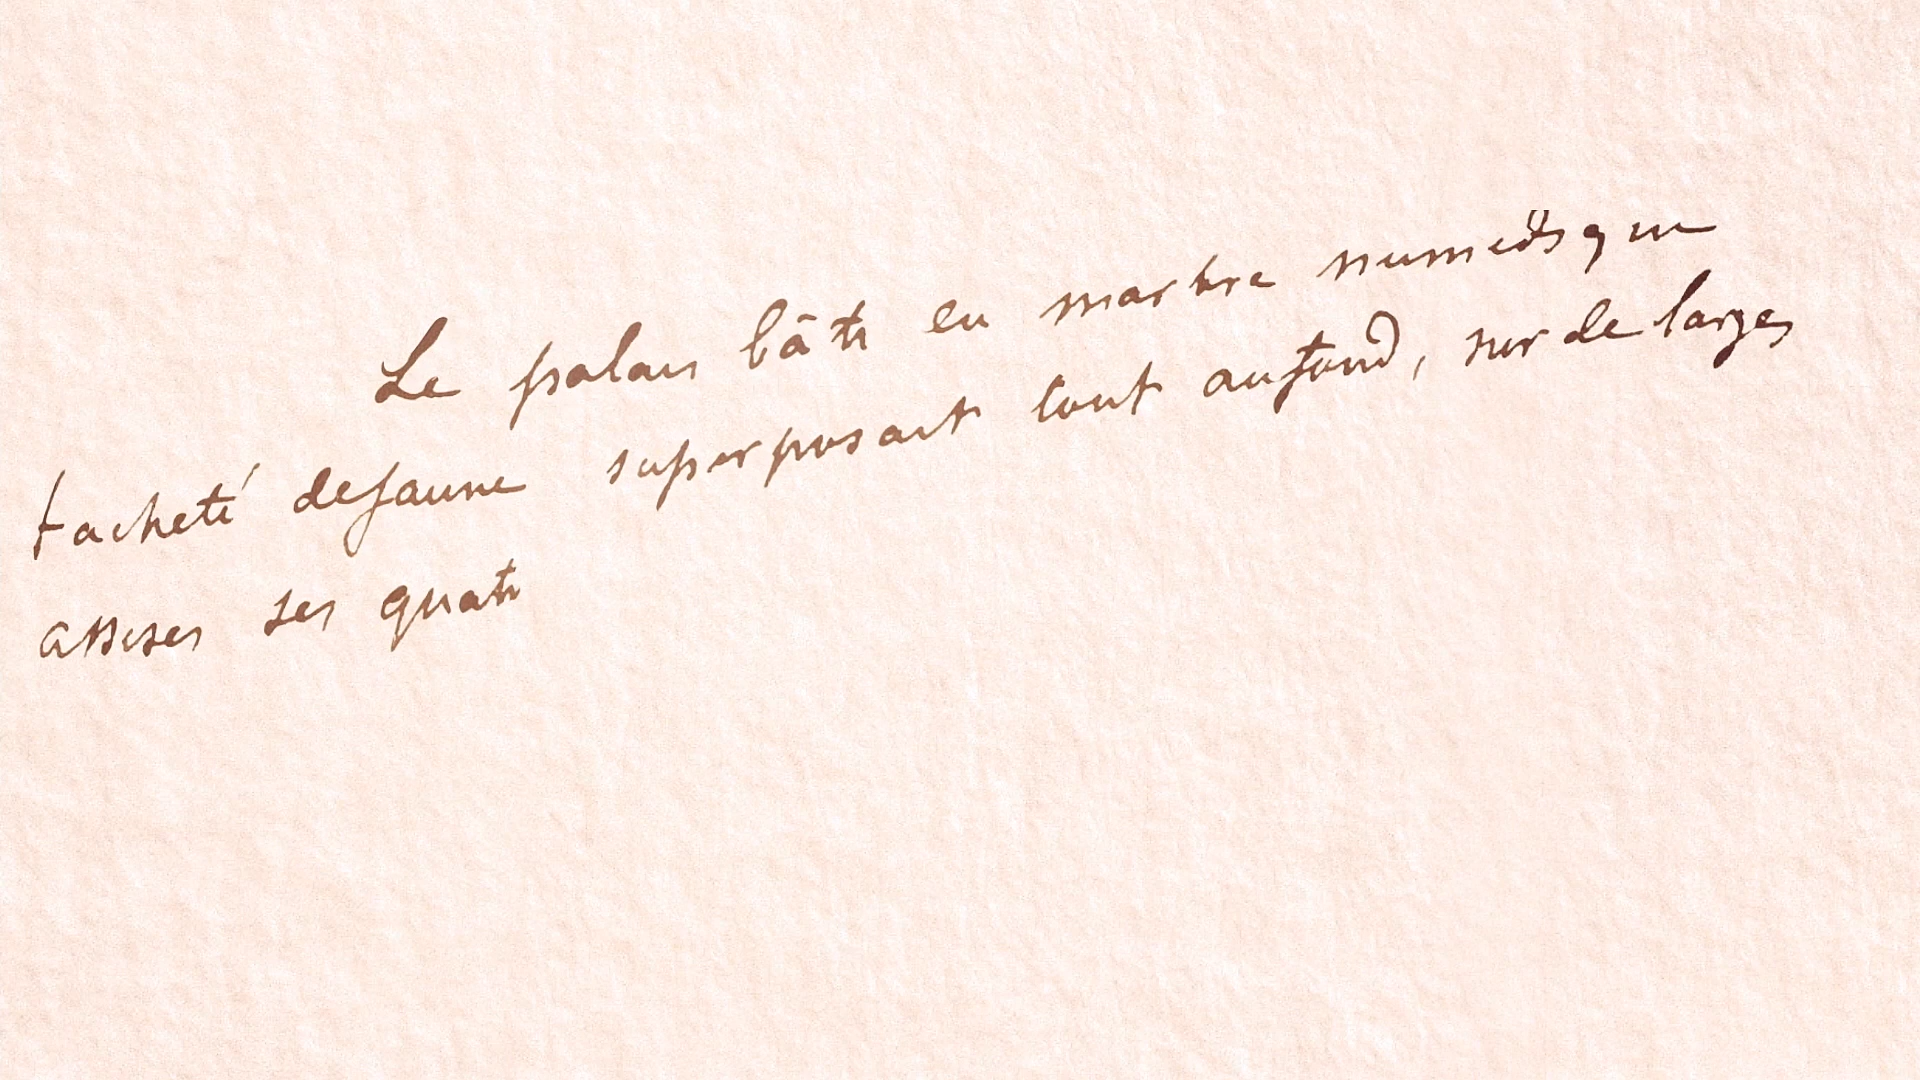 Le palais bâti en marbre numidique
tacheté de jaune superposait tout au fond, sur de larges
assises ses quatr